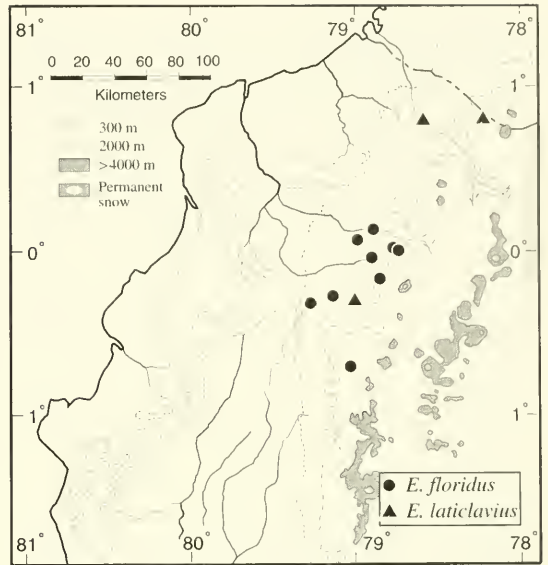 81° 80° 79° 78°
0 20 40 60 80 100
Kilometers
1° 1°
300 m
2000 m
>4000 m
Permanent
snow
0° 0°
1° 1°
E. floridus
E. laticlavius
81° 80° 79° 78°